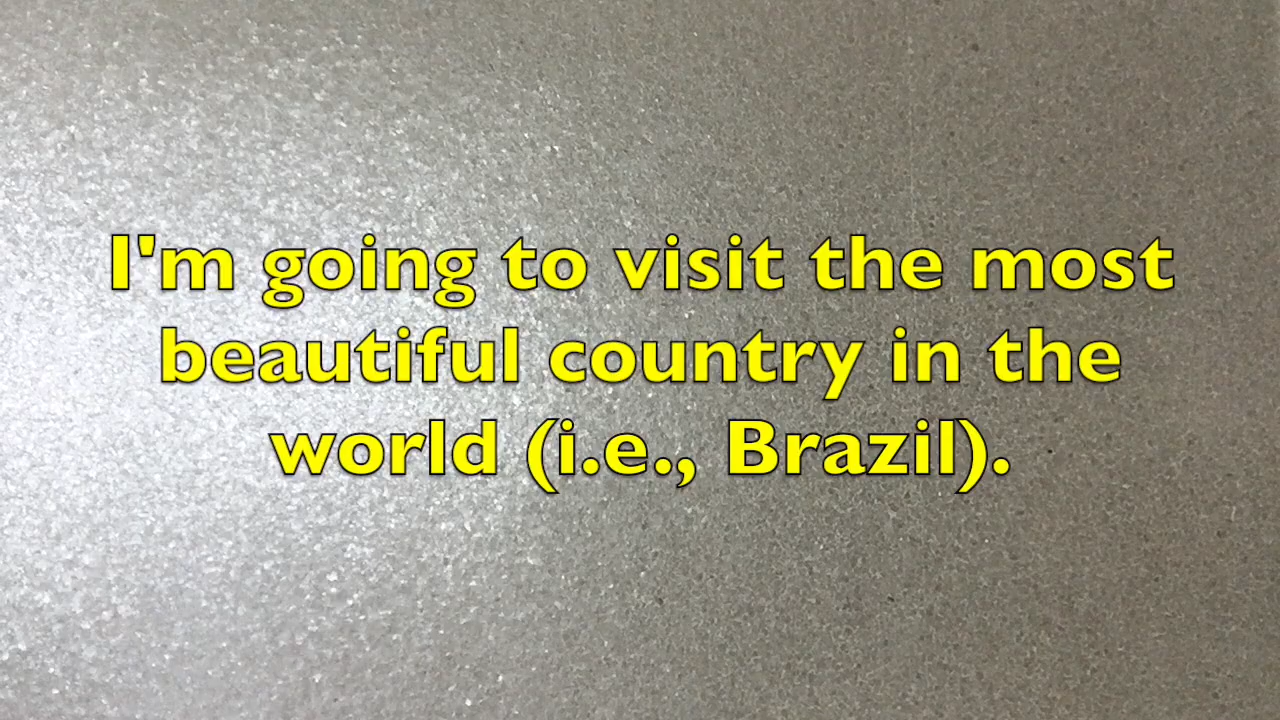 I'm going to visit the most
beautiful country in the
world (i.e., Brazil).